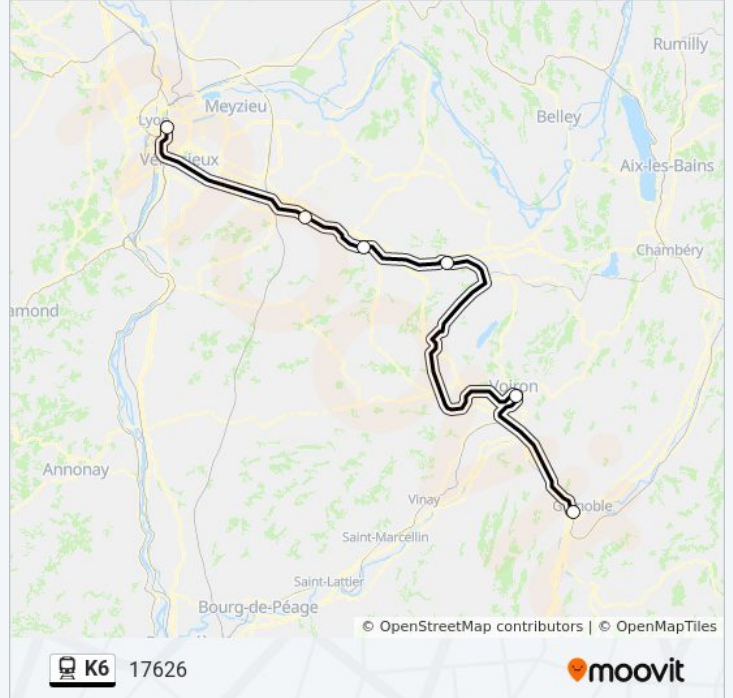 Rumilly
Meyzieu
Lyon
Belley
Vénissieux
Aix-les-Bains
Chambéry
amond
Voiron
Annonay
Vinay
Grenoble
Saint-Marcellin
Saint-Lattier
Bourg-de-Péage
© OpenStreetMap contributors | © OpenMapTiles
K6 17626 moovit